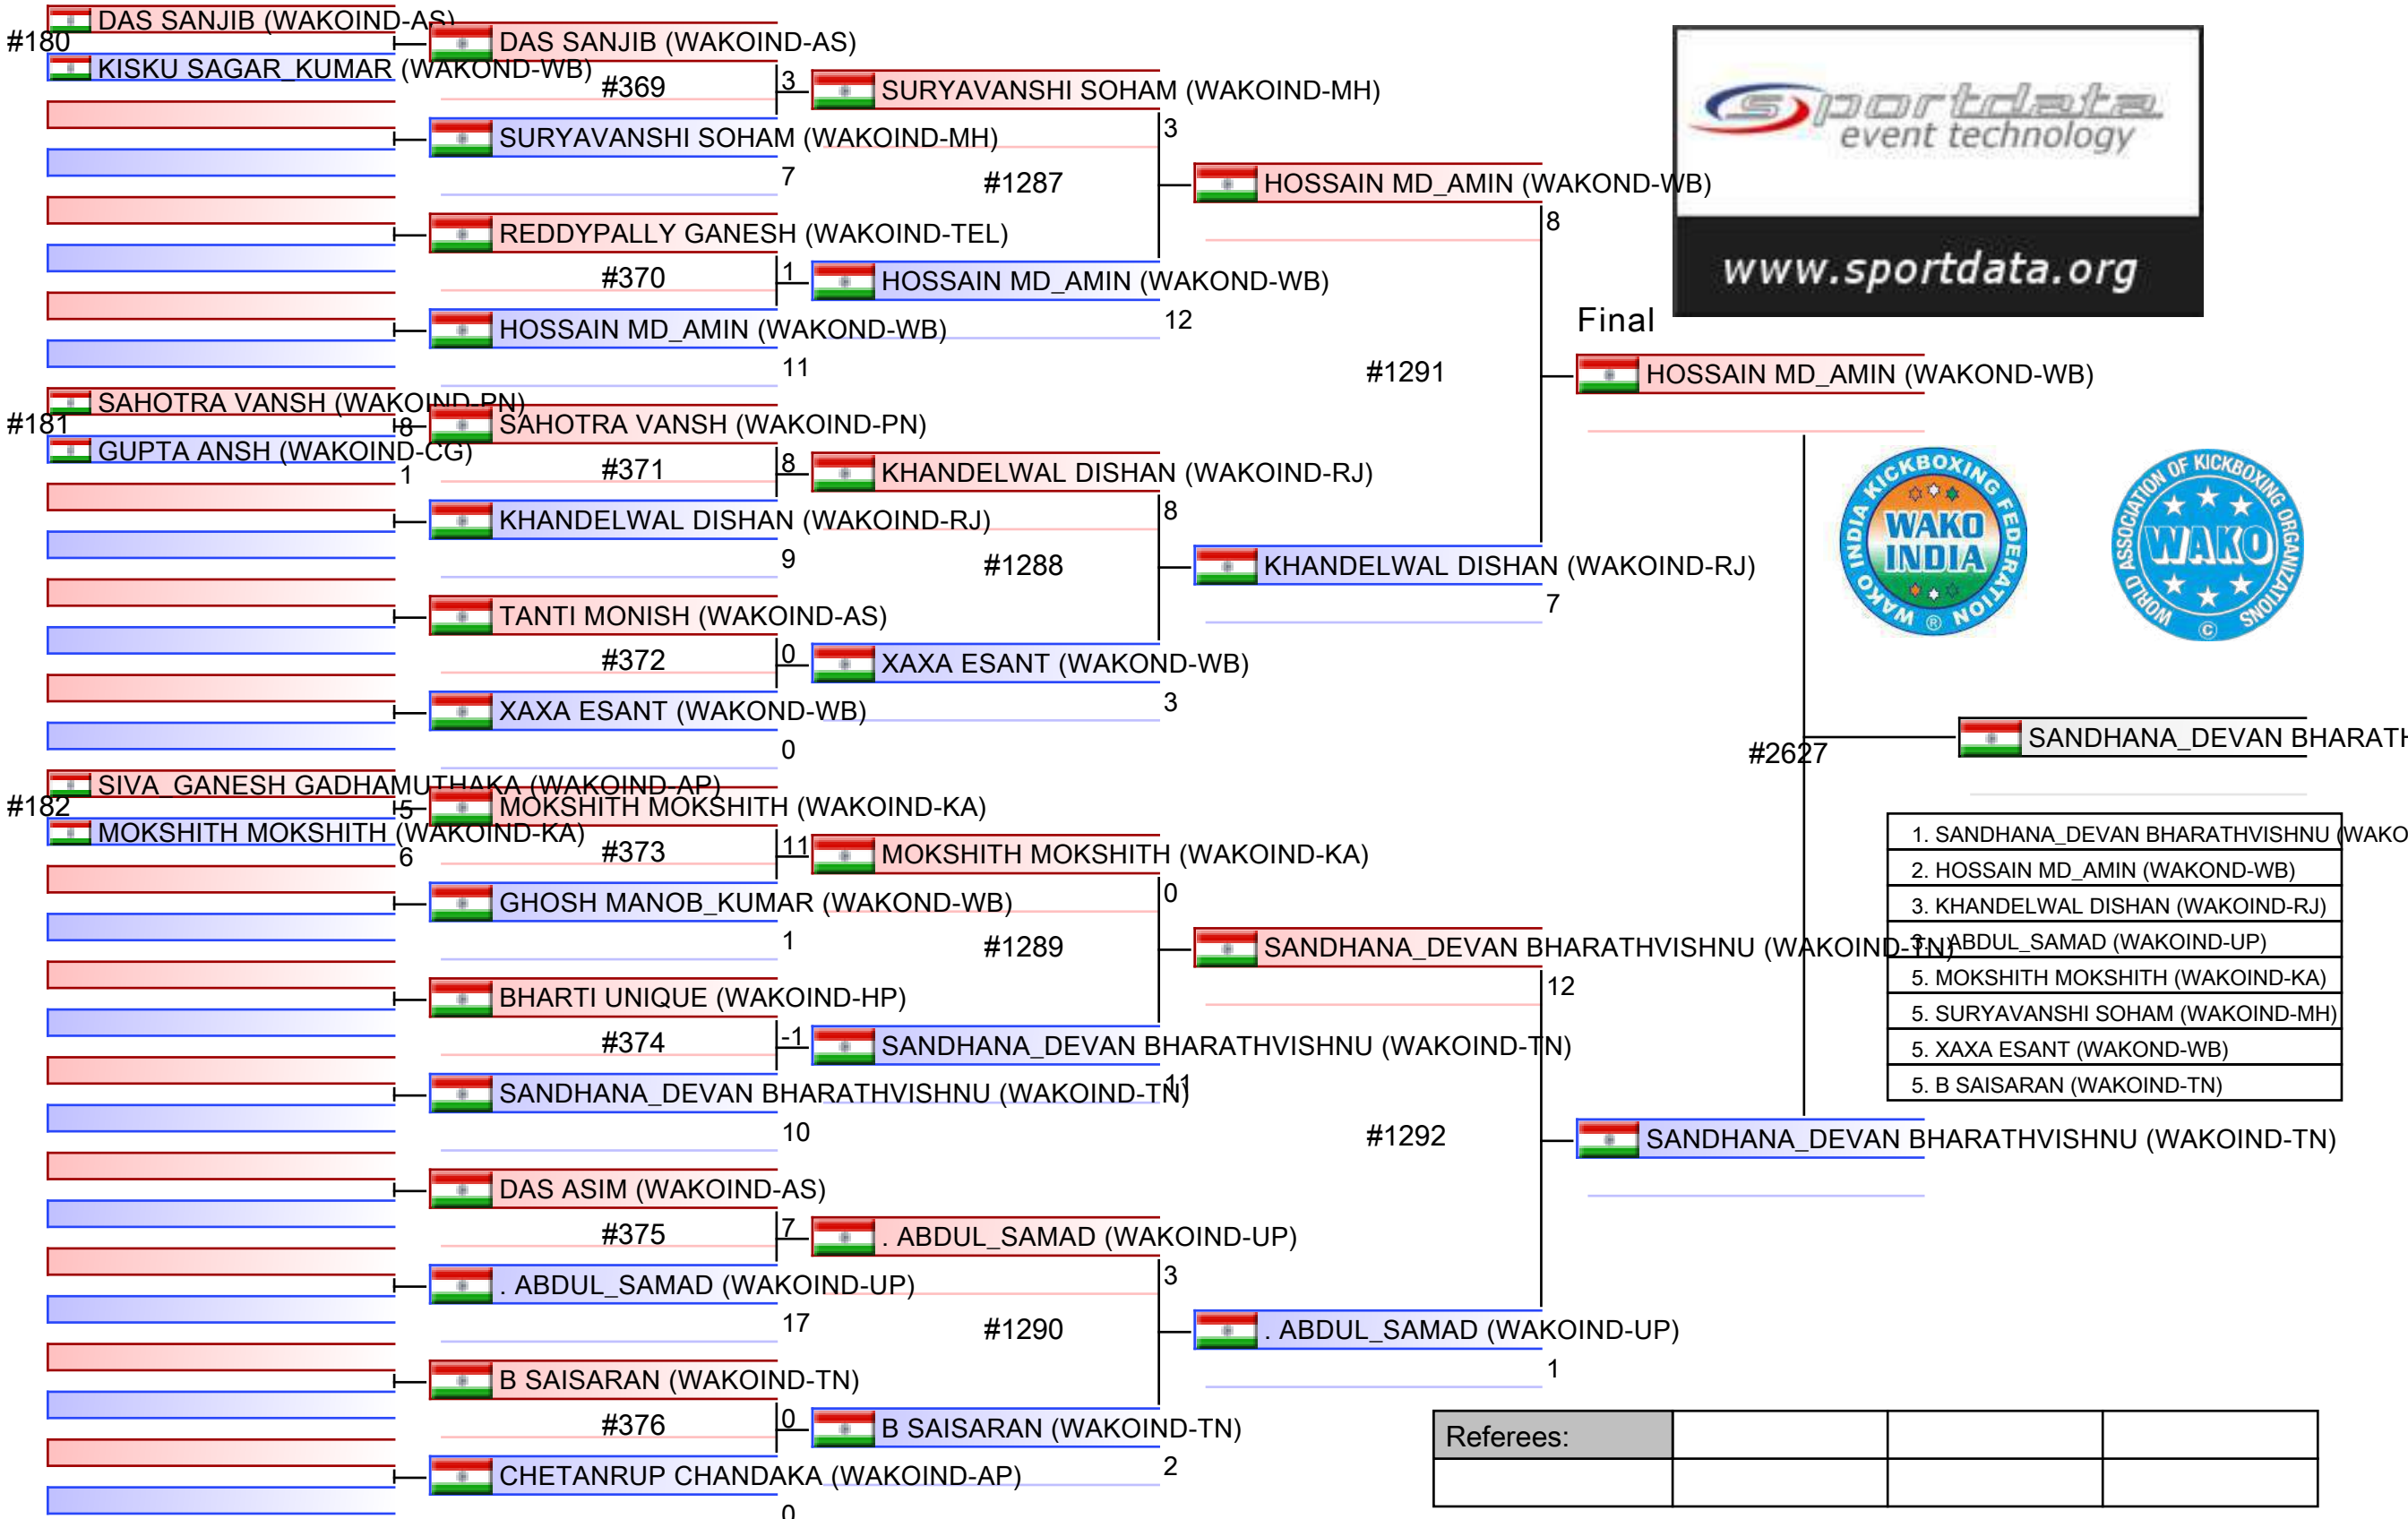 DAS SANJIB (WAKOIND-AS)
#180
KISKU SAGAR_KUMAR (WAKOND-WB)
SAHOTRA VANSH (WAKOIND-PN)
8
#181
GUPTA ANSH (WAKOIND-CG)
1
SIVA_GANESH GADHAMUTHAKA (WAKOIND-AP)
5
#182
MOKSHITH MOKSHITH (WAKOIND-KA)
6
DAS SANJIB (WAKOIND-AS)
3
#369
SURYAVANSHI SOHAM (WAKOIND-MH)
7
REDDYPALLY GANESH (WAKOIND-TEL)
1
#370
HOSSAIN MD_AMIN (WAKOND-WB)
11
SAHOTRA VANSH (WAKOIND-PN)
8
#371
KHANDELWAL DISHAN (WAKOIND-RJ)
9
TANTI MONISH (WAKOIND-AS)
0
#372
XAXA ESANT (WAKOND-WB)
0
MOKSHITH MOKSHITH (WAKOIND-KA)
11
#373
GHOSH MANOB_KUMAR (WAKOND-WB)
1
BHARTI UNIQUE (WAKOIND-HP)
-1
#374
SANDHANA_DEVAN BHARATHVISHNU (WAKOIND-TN)
10
DAS ASIM (WAKOIND-AS)
7
#375
. ABDUL_SAMAD (WAKOIND-UP)
17
B SAISARAN (WAKOIND-TN)
0
#376
CHETANRUP CHANDAKA (WAKOIND-AP)
0
SURYAVANSHI SOHAM (WAKOIND-MH)
3
#1287
HOSSAIN MD_AMIN (WAKOND-WB)
12
KHANDELWAL DISHAN (WAKOIND-RJ)
8
#1288
XAXA ESANT (WAKOND-WB)
3
MOKSHITH MOKSHITH (WAKOIND-KA)
0
#1289
SANDHANA_DEVAN BHARATHVISHNU (WAKOIND-TN)
11
. ABDUL_SAMAD (WAKOIND-UP)
3
#1290
B SAISARAN (WAKOIND-TN)
2
HOSSAIN MD_AMIN (WAKOND-WB)
8
#1291
KHANDELWAL DISHAN (WAKOIND-RJ)
7
SANDHANA_DEVAN BHARATHVISHNU (WAKOIND-TN)
12
#1292
. ABDUL_SAMAD (WAKOIND-UP)
1
Final
HOSSAIN MD_AMIN (WAKOND-WB)
#2627
SANDHANA_DEVAN BHARATHVISHNU (WAKOIND-TN)
SANDHANA_DEVAN BHARATH
sportdata
event technology
www.sportdata.org
WAKO INDIA KICKBOXING FEDERATION ®
WAKO
INDIA
WORLD ASSOCIATION OF KICKBOXING ORGANIZATIONS ©
WAKO
1. SANDHANA_DEVAN BHARATHVISHNU (WAKO
2. HOSSAIN MD_AMIN (WAKOND-WB)
3. KHANDELWAL DISHAN (WAKOIND-RJ)
3. . ABDUL_SAMAD (WAKOIND-UP)
5. MOKSHITH MOKSHITH (WAKOIND-KA)
5. SURYAVANSHI SOHAM (WAKOIND-MH)
5. XAXA ESANT (WAKOND-WB)
5. B SAISARAN (WAKOIND-TN)
Referees: